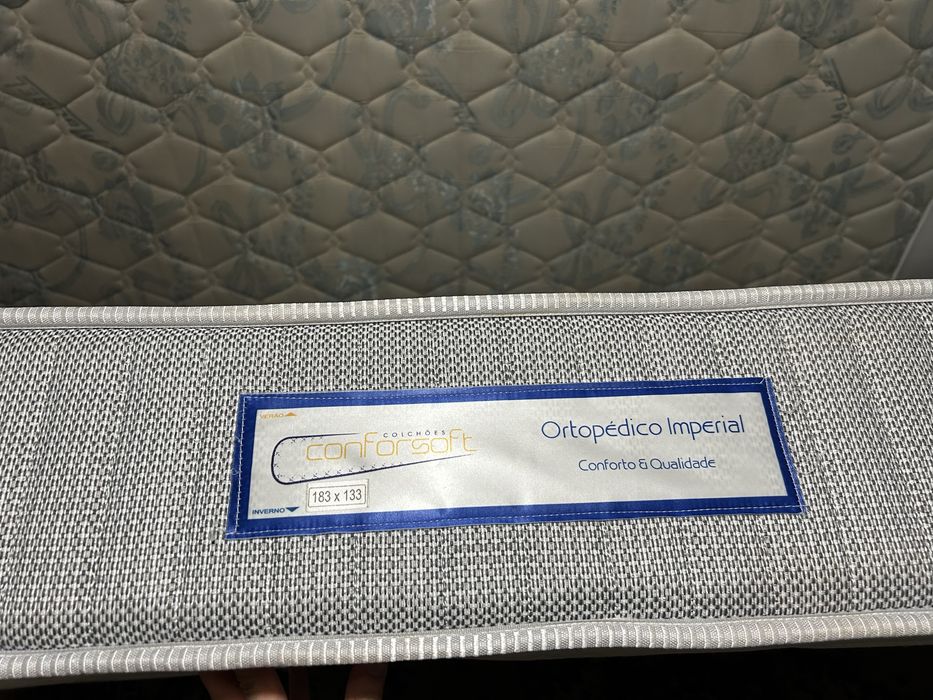 VERÃO
COLCHÕES
conforsoft
183 x 133
INVERNO
Ortopédico Imperial
Conforto & Qualidade